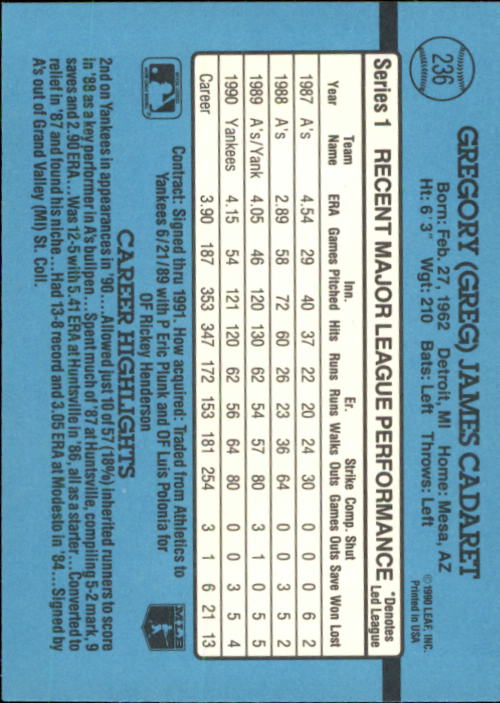 236
GREGORY (GREG) JAMES CADARET
Born: Feb. 27, 1962 Detroit, MI Home: Mesa, AZ
Ht: 6' 3" Wgt: 210 Bats: Left Throws: Left
©1990 LEAF, INC.
Printed in USA
Series 1 RECENT MAJOR LEAGUE PERFORMANCE *Denotes Led League
Year Team Name ERA Games Inn. Pitched Hits Runs Er. Runs Walks Strike Outs Comp. Games Shut Outs Save Won Lost
1987 A's 4.54 29 40 37 22 20 24 30 0 0 0 6 2
1988 A's 2.89 58 72 60 26 23 36 64 0 0 3 5 2
1989 A's/Yank 4.05 46 120 130 62 54 57 80 3 1 0 5 5
1990 Yankees 4.15 54 121 120 62 56 64 80 0 0 3 5 4
Career 3.90 187 353 347 172 153 181 254 3 1 6 21 13
Contract: Signed thru 1991. How acquired: Traded from Athletics to
Yankees 6/21/89 with P Eric Plunk and OF Luis Polonia for
OF Rickey Henderson
MLB
CAREER HIGHLIGHTS
2nd on Yankees in appearances in '90 . . . Allowed just 10 of 57 (18%) inherited runners to score
in '88 as a key performer in A's bullpen . . . Spent much of '87 at Huntsville, compiling 5-2 mark, 9
saves and 2.90 ERA . . . Was 12-5 with 5.41 ERA at Huntsville in '86, all as a starter . . . Converted to
relief in '87 and found his niche . . . Had 13-8 record and 3.05 ERA at Modesto in '84 . . . Signed by
A's out of Grand Valley (MI) St. Coll.